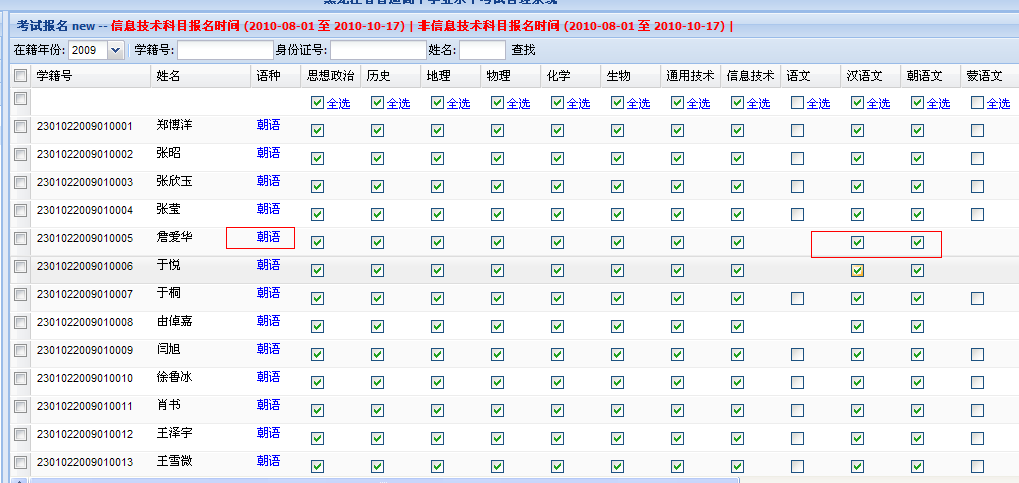 考试报名 new -- 信息技术科目报名时间 (2010-08-01 至 2010-10-17) | 非信息技术科目报名时间 (2010-08-01 至 2010-10-17) |
在籍年份: 2009 学籍号: 身份证号: 姓名: 查找
学籍号 姓名 语种 思想政治 历史 地理 物理 化学 生物 通用技术 信息技术 语文 汉语文 朝语文 蒙语文
全选 全选 全选 全选 全选 全选 全选 全选 全选 全选 全选 全选
2301022009010001 郑博洋 朝语
2301022009010002 张昭 朝语
2301022009010003 张欣玉 朝语
2301022009010004 张莹 朝语
2301022009010005 詹爱华 朝语
2301022009010006 于悦 朝语
2301022009010007 于桐 朝语
2301022009010008 由倬嘉 朝语
2301022009010009 闫旭 朝语
2301022009010010 徐鲁冰 朝语
2301022009010011 肖书 朝语
2301022009010012 王泽宇 朝语
2301022009010013 王雪微 朝语